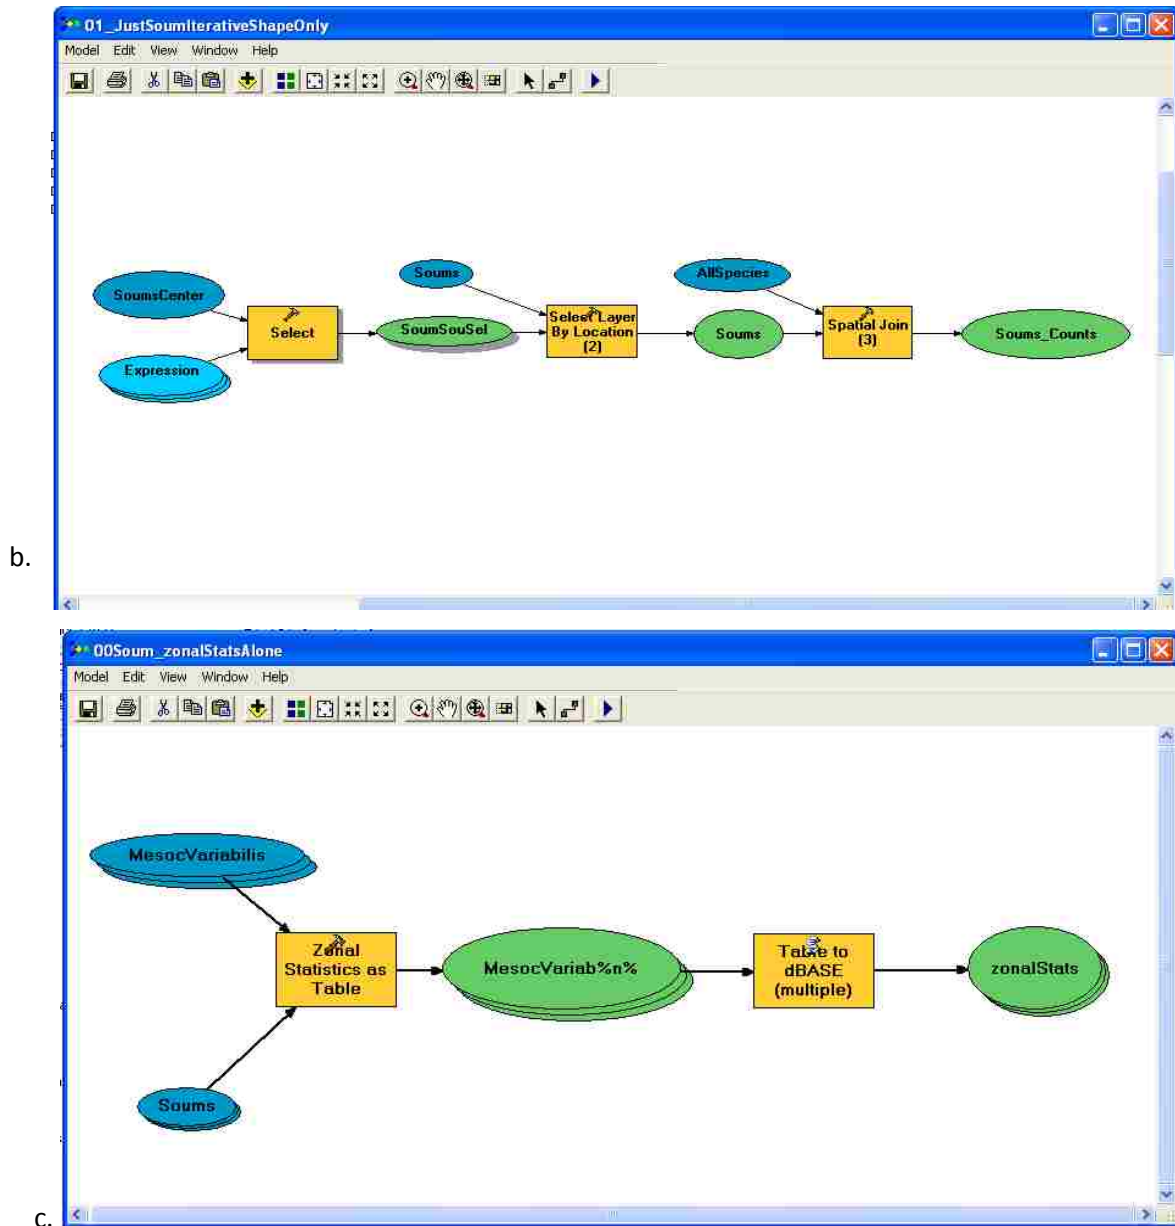 01_JustSoumIterativeShapeOnly
Model Edit View Window Help
SoumsCenter
Expression
Select
SoumSouSel
Soums
Select Layer
By Location
(2)
Soums
AllSpecies
Spatial Join
(3)
Soums_Counts
b.
00Soum_zonalStatsAlone
Model Edit View Window Help
MesocVariabilis
Soums
Zonal
Statistics as
Table
MesocVariab%n%
Table to
dBASE
(multiple)
zonalStats
c.